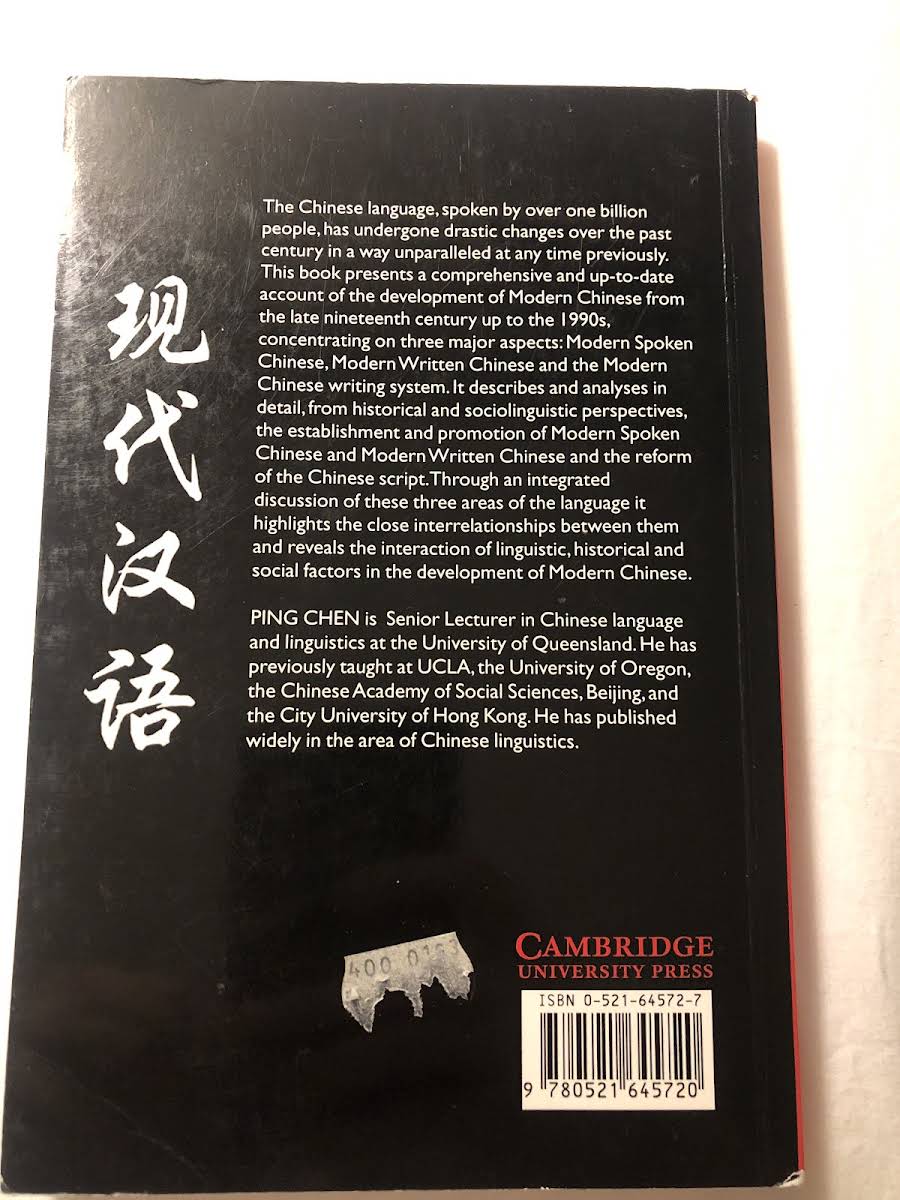 现代汉语
The Chinese language, spoken by over one billion
people, has undergone drastic changes over the past
century in a way unparalleled at any time previously.
This book presents a comprehensive and up-to-date
account of the development of Modern Chinese from
the late nineteenth century up to the 1990s,
concentrating on three major aspects: Modern Spoken
Chinese, Modern Written Chinese and the Modern
Chinese writing system. It describes and analyses in
detail, from historical and sociolinguistic perspectives,
the establishment and promotion of Modern Spoken
Chinese and Modern Written Chinese and the reform
of the Chinese script. Through an integrated
discussion of these three areas of the language it
highlights the close interrelationships between them
and reveals the interaction of linguistic, historical and
social factors in the development of Modern Chinese.
PING CHEN is Senior Lecturer in Chinese language
and linguistics at the University of Queensland. He has
previously taught at UCLA, the University of Oregon,
the Chinese Academy of Social Sciences, Beijing, and
the City University of Hong Kong. He has published
widely in the area of Chinese linguistics.
400
CAMBRIDGE
UNIVERSITY PRESS
ISBN 0-521-64572-7
9 780521 645720